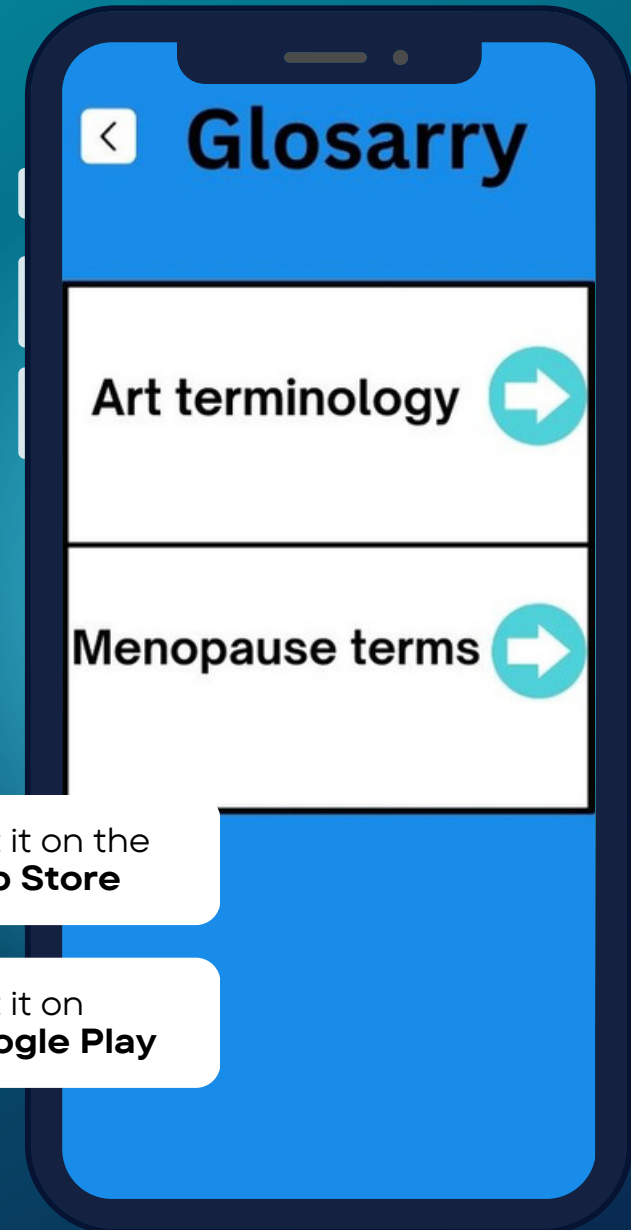 Glosarry
Art terminology
Menopause terms
it on the
Store
it on
ogle Play